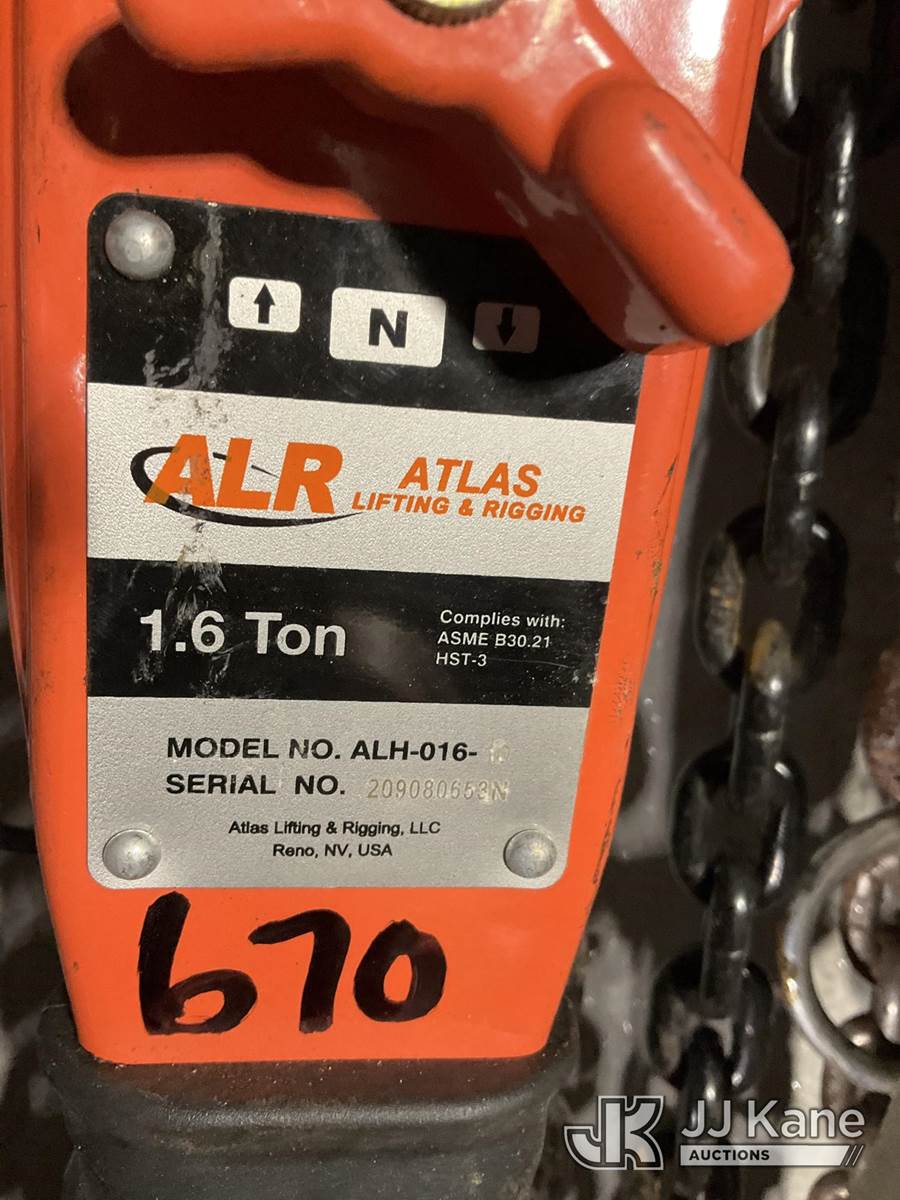 ↑ N ↓
ALR ATLAS
LIFTING & RIGGING
1.6 Ton
Complies with:
ASME B30.21
HST-3
MODEL NO. ALH-016-
SERIAL NO.
Atlas Lifting & Rigging, LLC
Reno, NV, USA
670
JK JJ Kane
AUCTIONS